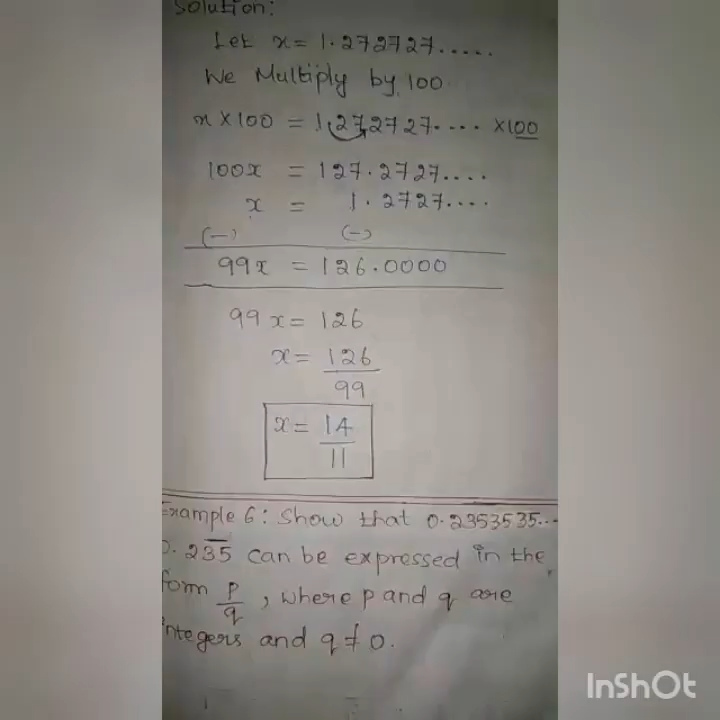 Solution:
Let x = 1.272727.....
We Multiply by 100.
x × 100 = 1.272727.... × 100
100x = 127.2727....
x = 1.2727....
(-) (-)
99x = 126.0000
99x = 126
x = 126
99
x = 14
11
Example 6: Show that 0.2353535...
0.23̅5̅ can be expressed in the
form p/q, where p and q are
integers and q ≠ 0.
InShOt